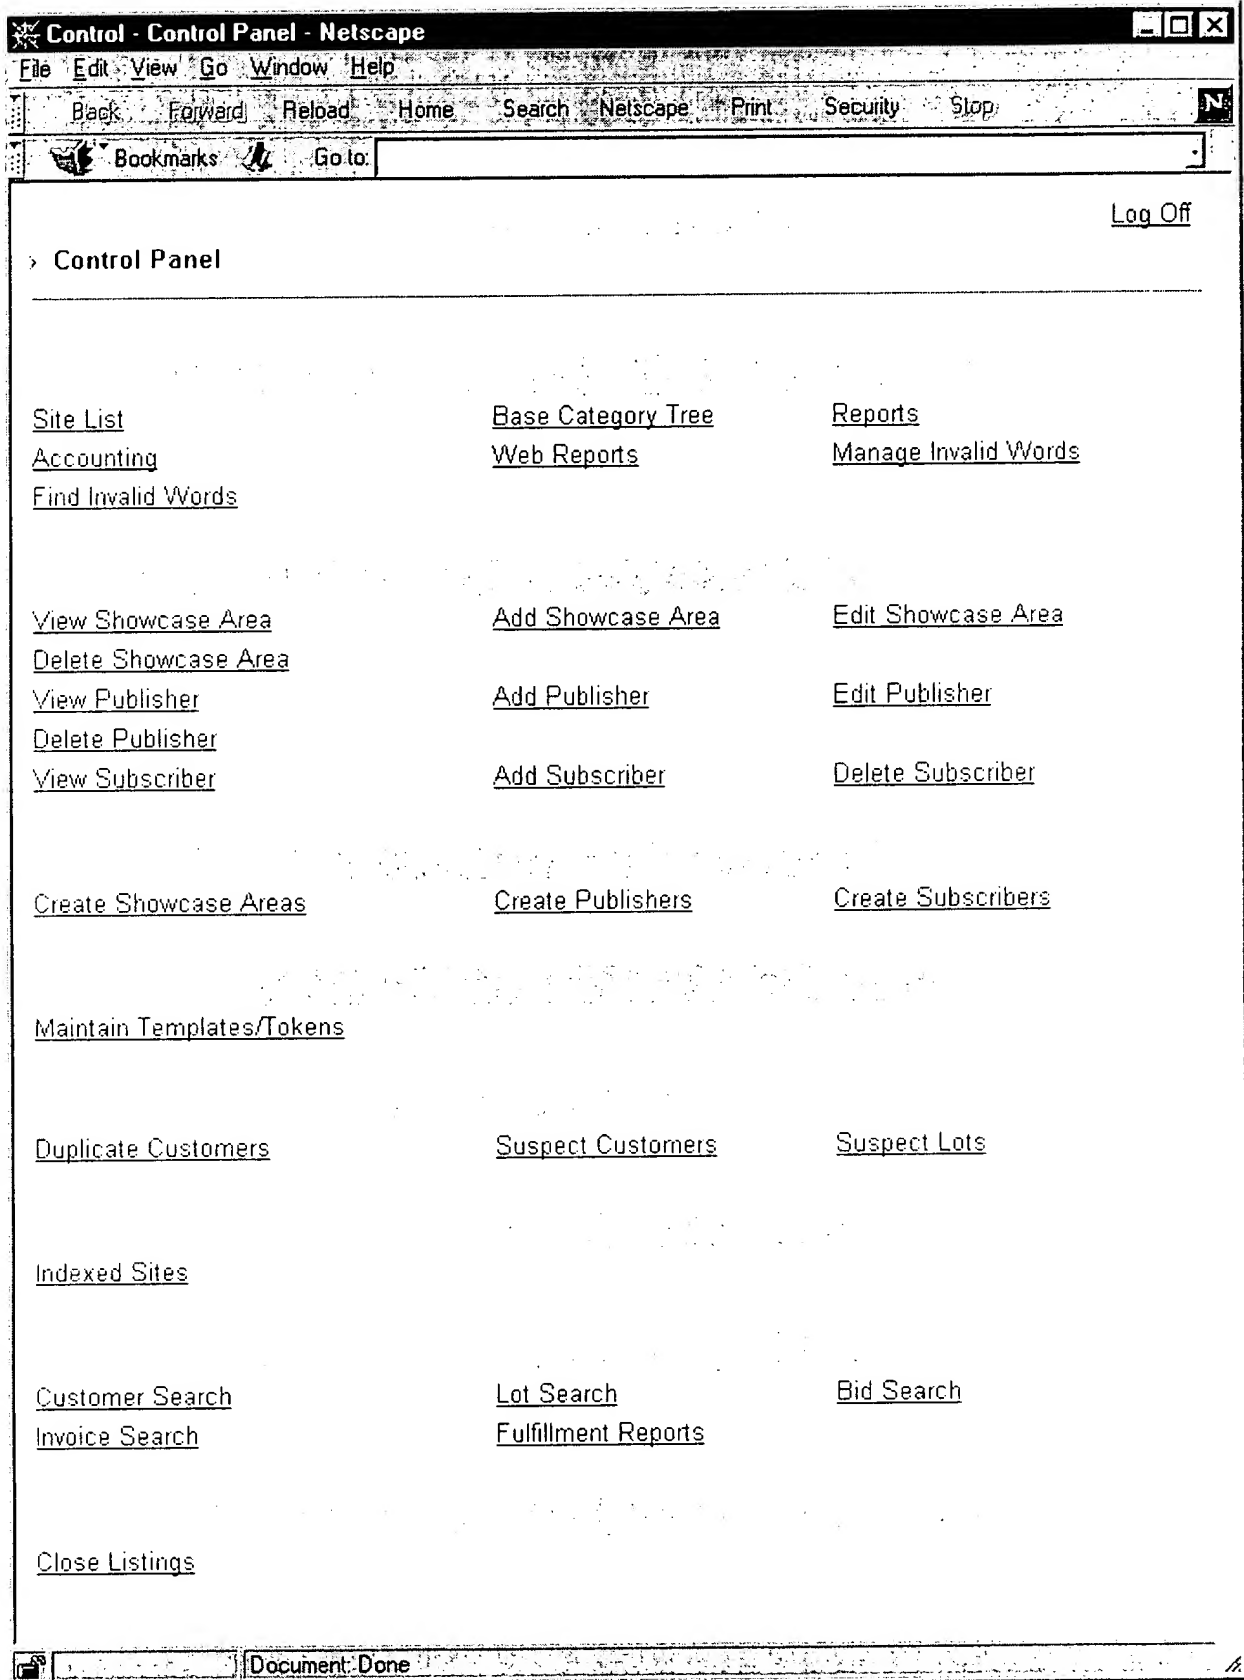 Control - Control Panel - Netscape
File Edit View Go Window Help
Back Forward Reload Home Search Netscape Print Security Stop N
Bookmarks Go to:
Log Off
› Control Panel
Site List Base Category Tree Reports
Accounting Web Reports Manage Invalid Words
Find Invalid Words
View Showcase Area Add Showcase Area Edit Showcase Area
Delete Showcase Area
View Publisher Add Publisher Edit Publisher
Delete Publisher
View Subscriber Add Subscriber Delete Subscriber
Create Showcase Areas Create Publishers Create Subscribers
Maintain Templates/Tokens
Duplicate Customers Suspect Customers Suspect Lots
Indexed Sites
Customer Search Lot Search Bid Search
Invoice Search Fulfillment Reports
Close Listings
Document: Done